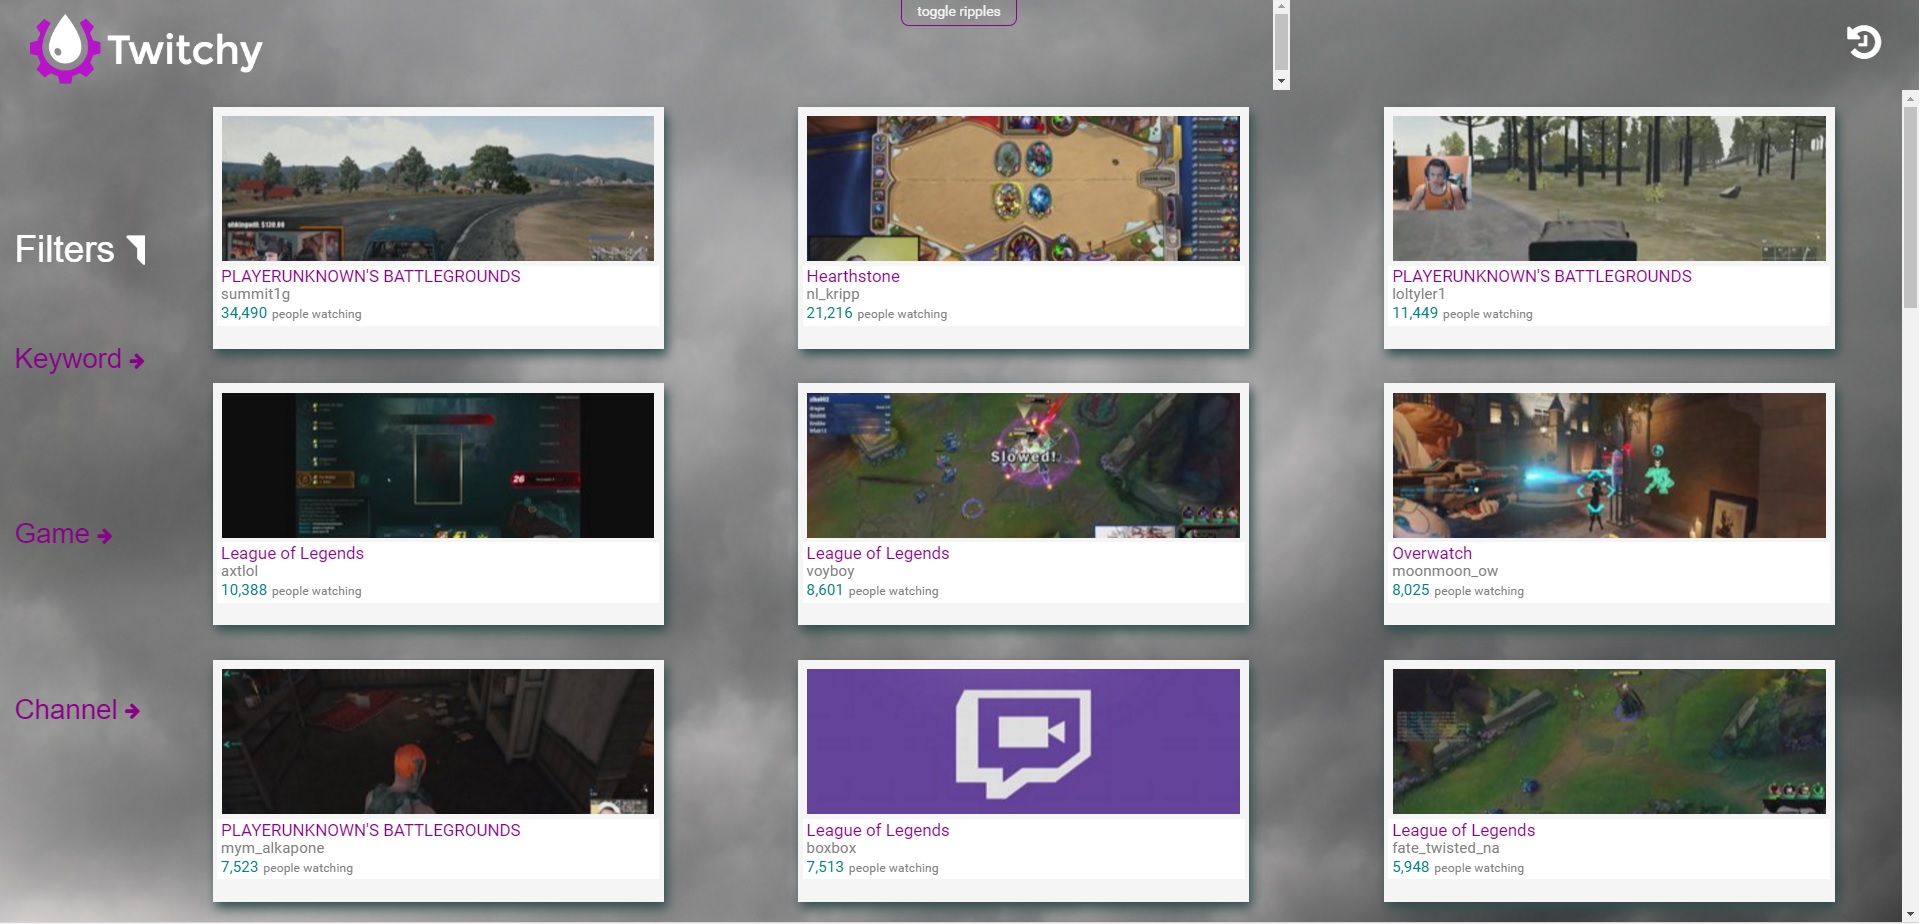 toggle ripples
Twitchy
Filters
Keyword
Game
Channel
PLAYERUNKNOWN'S BATTLEGROUNDS
summit1g
34,490 people watching
Hearthstone
nl_kripp
21,216 people watching
PLAYERUNKNOWN'S BATTLEGROUNDS
loltyler1
11,449 people watching
26
League of Legends
axtlol
10,388 people watching
Slowed!
League of Legends
voyboy
8,601 people watching
Overwatch
moonmoon_ow
8,025 people watching
PLAYERUNKNOWN'S BATTLEGROUNDS
mym_alkapone
7,523 people watching
League of Legends
boxbox
7,513 people watching
League of Legends
fate_twisted_na
5,948 people watching